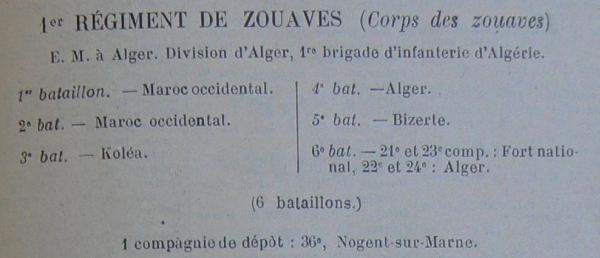 1er RÉGIMENT DE ZOUAVES (Corps des zouaves)
E. M. à Alger. Division d'Alger, 1re brigade d'infanterie d'Algérie.
1er bataillon. — Maroc occidental.
2e bat. — Maroc occidental.
3e bat. — Koléa.
4e bat. — Alger.
5e bat. — Bizerte.
6e bat. — 21e et 23e comp. : Fort natio-
nal, 22e et 24e : Alger.
(6 bataillons.)
1 compagnie de dépôt : 36e, Nogent-sur-Marne.